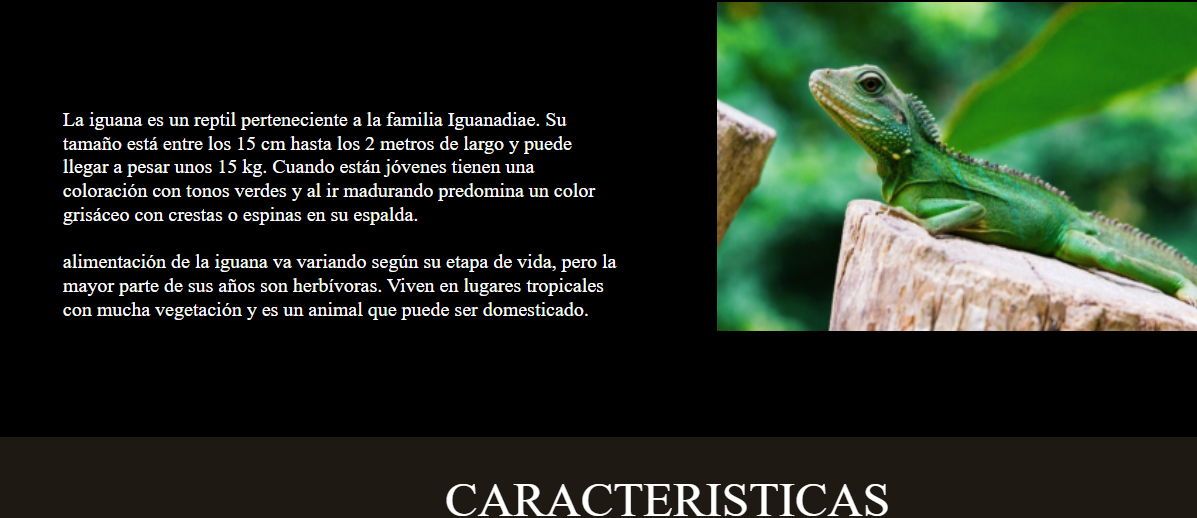 La iguana es un reptil perteneciente a la familia Iguanadiae. Su
tamaño está entre los 15 cm hasta los 2 metros de largo y puede
llegar a pesar unos 15 kg. Cuando están jóvenes tienen una
coloración con tonos verdes y al ir madurando predomina un color
grisáceo con crestas o espinas en su espalda.
alimentación de la iguana va variando según su etapa de vida, pero la
mayor parte de sus años son herbívoras. Viven en lugares tropicales
con mucha vegetación y es un animal que puede ser domesticado.
CARACTERISTICAS